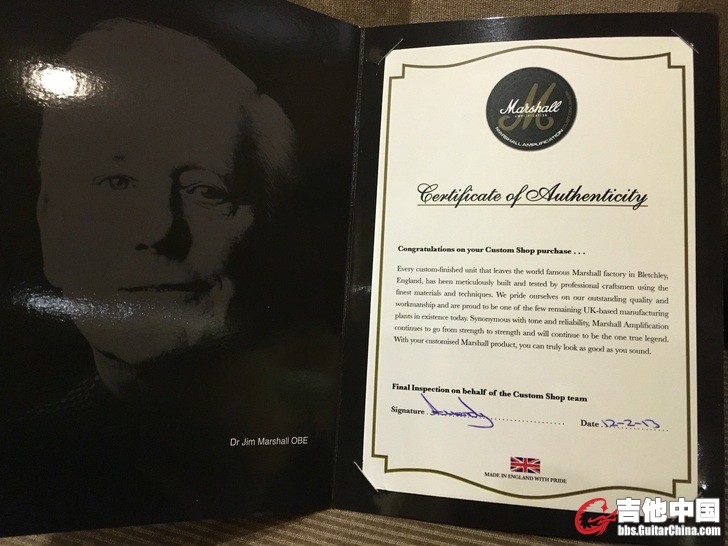 Dr Jim Marshall OBE
Marshall
AMPLIFICATION
MARSHALL AMPLIFICATION
Certificate of Authenticity
Congratulations on your Custom Shop purchase . . .
Every custom-finished unit that leaves the world famous Marshall factory in Bletchley,
England, has been meticulously built and tested by professional craftsmen using the
finest materials and techniques. We pride ourselves on our outstanding quality and
workmanship and are proud to be one of the few remaining UK-based manufacturing
plants in existence today. Synonymous with tone and reliability, Marshall Amplification
continues to go from strength to strength and will continue to be the one true legend.
With your customised Marshall product, you can truly look as good as you sound.
Final Inspection on behalf of the Custom Shop team
Signature
Date 12-2-13
MADE IN ENGLAND WITH PRIDE
吉他中国
bbs.GuitarChina.com